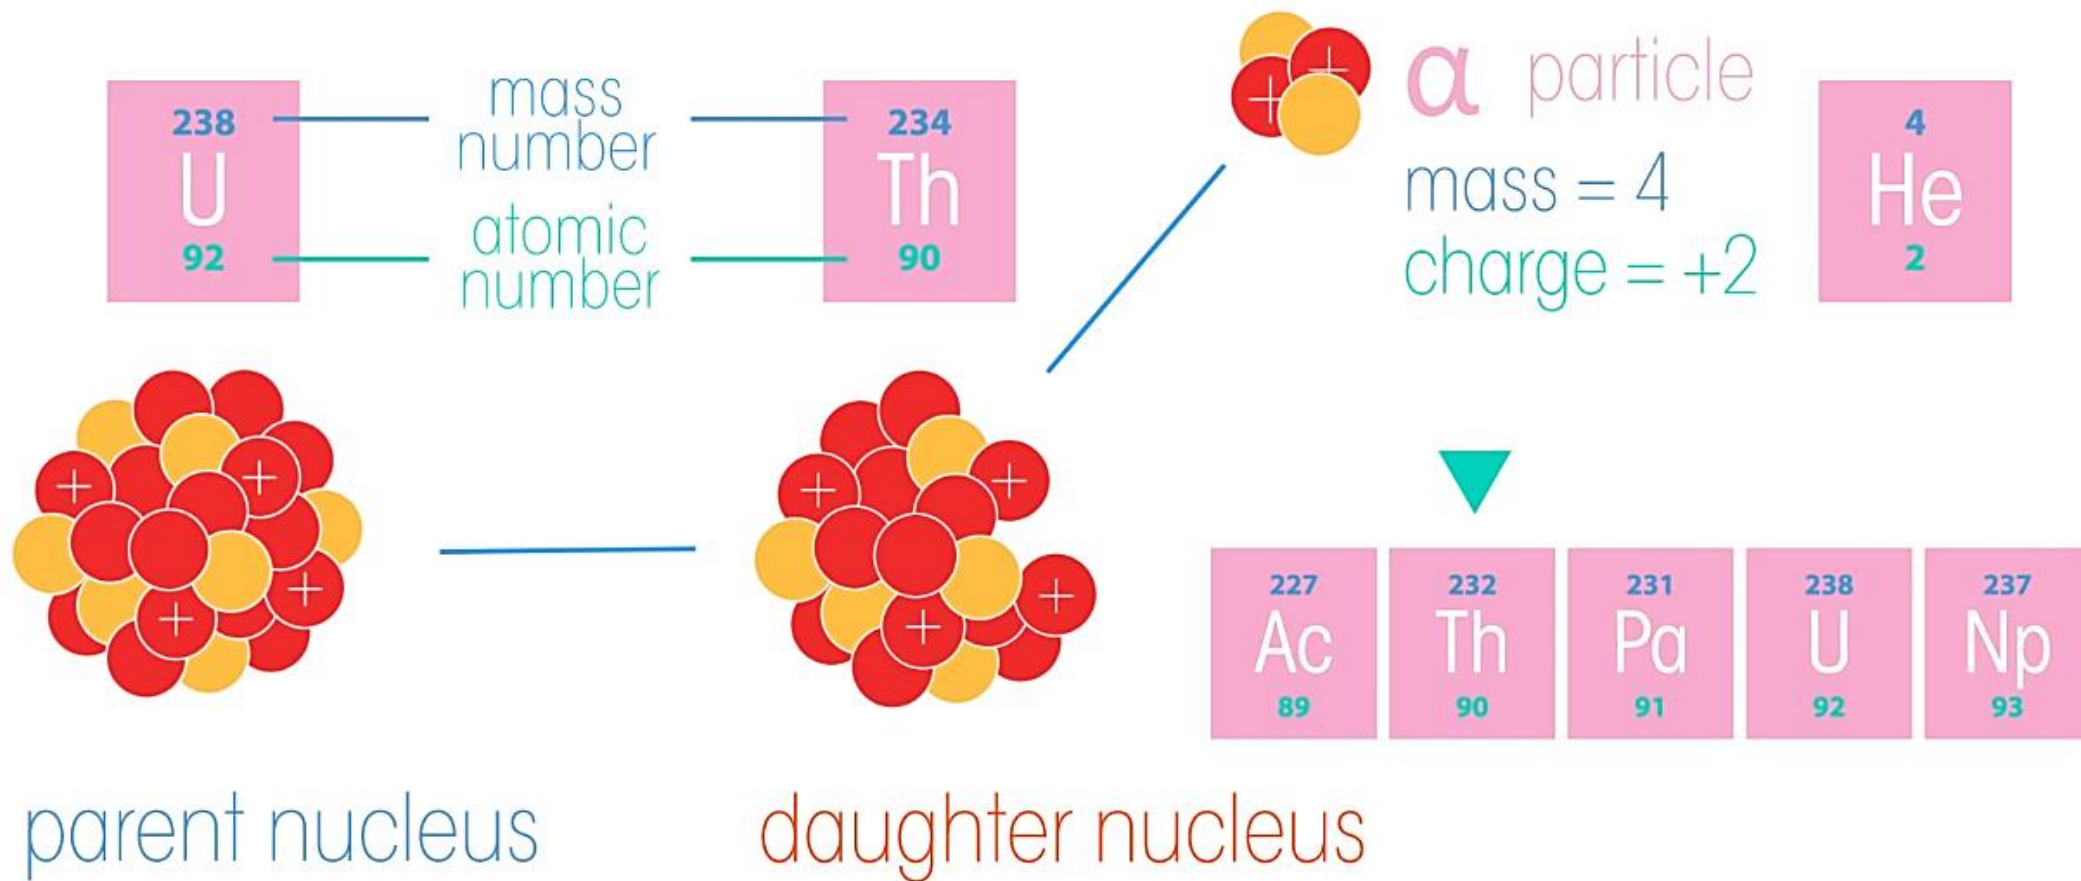 238
U
92
mass
number
atomic
number
234
Th
90
α particle
mass = 4
charge = +2
4
He
2
+ +
+ + + +
+ + + +
227
Ac
89
232
Th
90
231
Pa
91
238
U
92
237
Np
93
parent nucleus
daughter nucleus